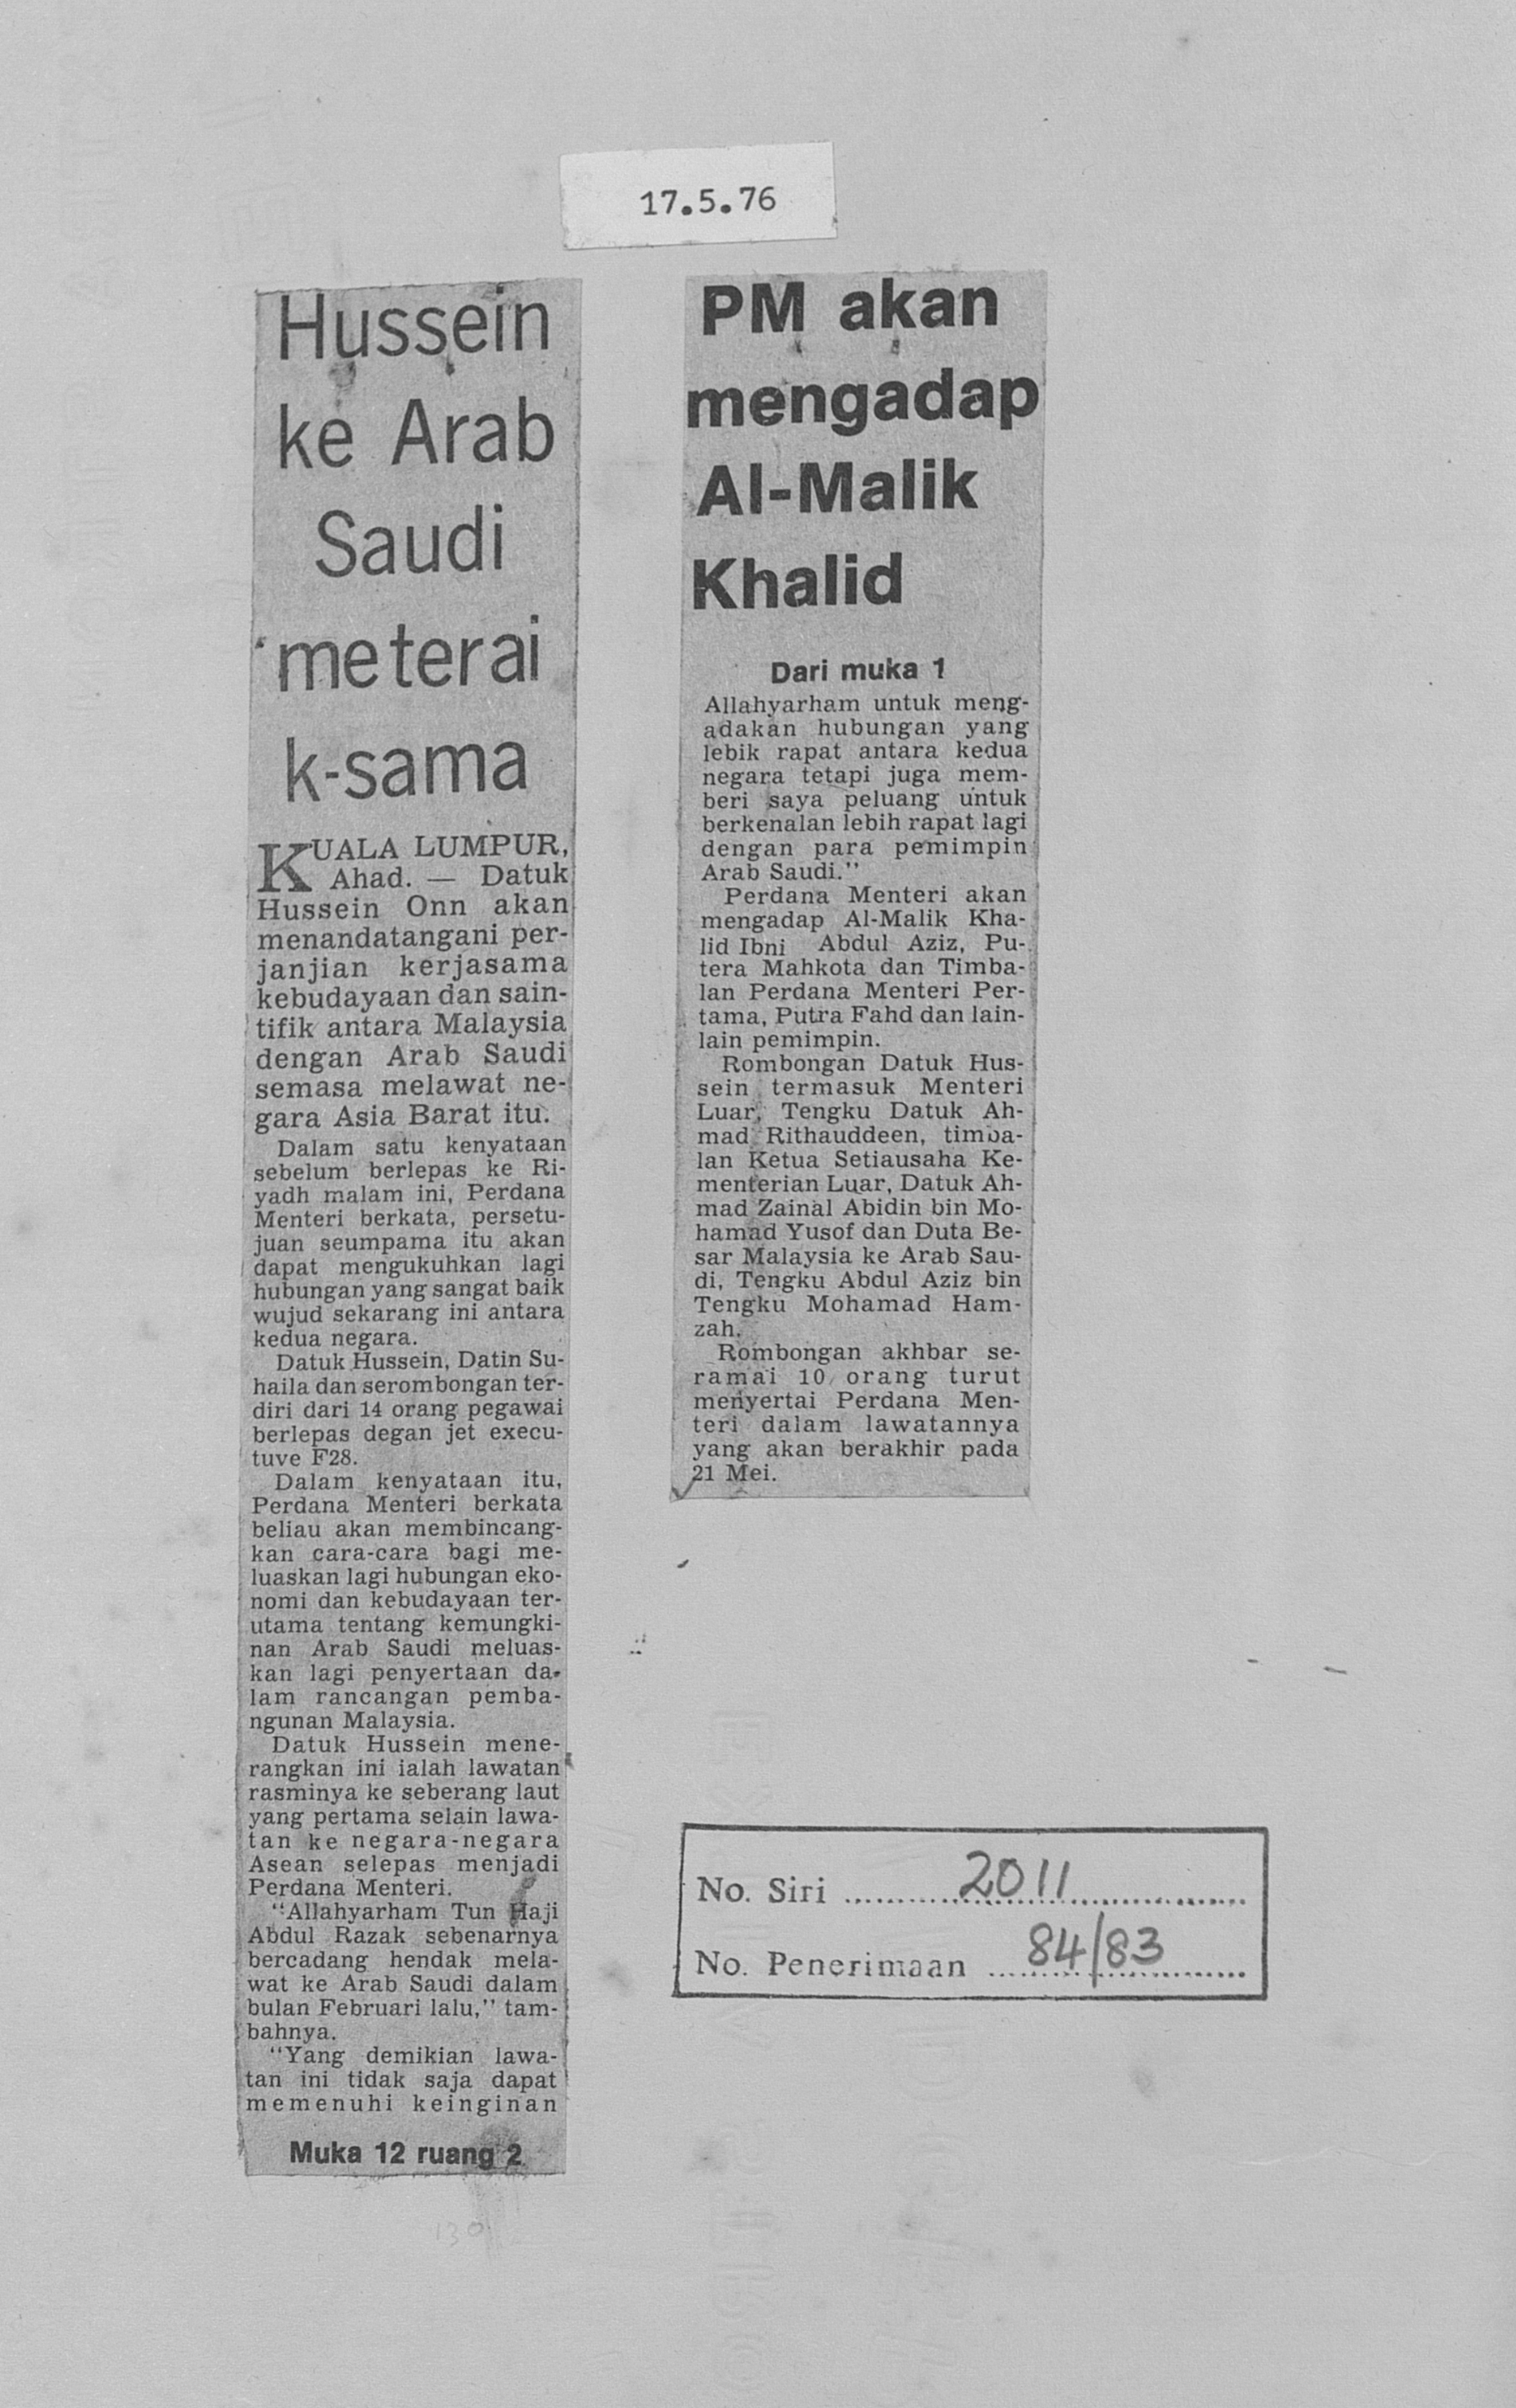 17.5.76
Hussein
ke Arab
Saudi
meterai
k-sama
KUALA LUMPUR,
Ahad. — Datuk
Hussein Onn akan
menandatangani per-
janjian kerjasama
kebudayaan dan sain-
tifik antara Malaysia
dengan Arab Saudi
semasa melawat ne-
gara Asia Barat itu.
Dalam satu kenyataan
sebelum berlepas ke Ri-
yadh malam ini, Perdana
Menteri berkata, persetu-
juan seumpama itu akan
dapat mengukuhkan lagi
hubungan yang sangat baik
wujud sekarang ini antara
kedua negara.
Datuk Hussein, Datin Su-
haila dan serombongan ter-
diri dari 14 orang pegawai
berlepas degan jet execu-
tuve F28.
Dalam kenyataan itu,
Perdana Menteri berkata
beliau akan membincang-
kan cara-cara bagi me-
luaskan lagi hubungan eko-
nomi dan kebudayaan ter-
utama tentang kemungki-
nan Arab Saudi meluas-
kan lagi penyertaan da-
lam rancangan pemba-
ngunan Malaysia.
Datuk Hussein mene-
rangkan ini ialah lawatan
rasminya ke seberang laut
yang pertama selain lawa-
tan ke negara-negara
Asean selepas menjadi
Perdana Menteri.
"Allahyarham Tun Haji
Abdul Razak sebenarnya
bercadang hendak mela-
wat ke Arab Saudi dalam
bulan Februari lalu," tam-
bahnya.
"Yang demikian lawa-
tan ini tidak saja dapat
memenuhi keinginan
Muka 12 ruang 2
PM akan
mengadap
Al-Malik
Khalid
Dari muka 1
Allahyarham untuk meng-
adakan hubungan yang
lebik rapat antara kedua
negara tetapi juga mem-
beri saya peluang untuk
berkenalan lebih rapat lagi
dengan para pemimpin
Arab Saudi."
Perdana Menteri akan
mengadap Al-Malik Kha-
lid Ibni Abdul Aziz, Pu-
tera Mahkota dan Timba-
lan Perdana Menteri Per-
tama, Putra Fahd dan lain-
lain pemimpin.
Rombongan Datuk Hus-
sein termasuk Menteri
Luar, Tengku Datuk Ah-
mad Rithauddeen, timba-
lan Ketua Setiausaha Ke-
menterian Luar, Datuk Ah-
mad Zainal Abidin bin Mo-
hamad Yusof dan Duta Be-
sar Malaysia ke Arab Sau-
di, Tengku Abdul Aziz bin
Tengku Mohamad Ham-
zah.
Rombongan akhbar se-
ramai 10 orang turut
menyertai Perdana Men-
teri dalam lawatannya
yang akan berakhir pada
21 Mei.
No. Siri 2011
No. Penerimaan 84/83
130